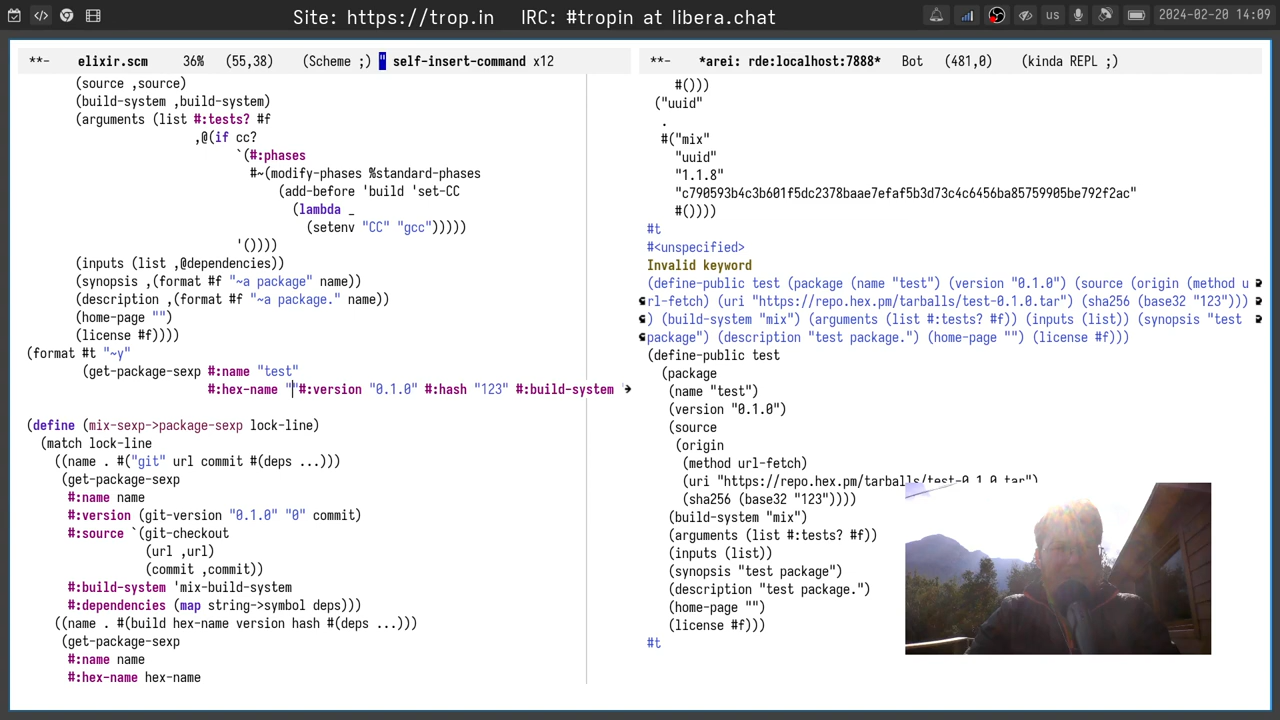 Site: https://trop.in   IRC: #tropin at libera.chat
us
2024-02-20 14:09
**-    elixir.scm     36%   (55,38)    (Scheme ;) " self-insert-command x12
(source ,source)
(build-system ,build-system)
(arguments (list #:tests? #f
,@(if cc?
`(#:phases
#~(modify-phases %standard-phases
(add-before 'build 'set-CC
(lambda _
(setenv "CC" "gcc")))))
'())))
(inputs (list ,@dependencies))
(synopsis ,(format #f "~a package" name))
(description ,(format #f "~a package." name))
(home-page "")
(license #f))))
(format #t "~y"
(get-package-sexp #:name "test"
#:hex-name ""#:version "0.1.0" #:hash "123" #:build-system '
(define (mix-sexp->package-sexp lock-line)
(match lock-line
((name . #("git" url commit #(deps ...)))
(get-package-sexp
#:name name
#:version (git-version "0.1.0" "0" commit)
#:source `(git-checkout
(url ,url)
(commit ,commit))
#:build-system 'mix-build-system
#:dependencies (map string->symbol deps)))
((name . #(build hex-name version hash #(deps ...)))
(get-package-sexp
#:name name
#:hex-name hex-name
**-    *arei: rde:localhost:7888*   Bot   (481,0)    (kinda REPL ;)
#()))
("uuid"
.
#("mix"
"uuid"
"1.1.8"
"c790593b4c3b601f5dc2378baae7efaf5b3d73c4c6456ba85759905be792f2ac"
#())))
#t
#<unspecified>
Invalid keyword
(define-public test (package (name "test") (version "0.1.0") (source (origin (method u
rl-fetch) (uri "https://repo.hex.pm/tarballs/test-0.1.0.tar") (sha256 (base32 "123")))
) (build-system "mix") (arguments (list #:tests? #f)) (inputs (list)) (synopsis "test
package") (description "test package.") (home-page "") (license #f)))
(define-public test
(package
(name "test")
(version "0.1.0")
(source
(origin
(method url-fetch)
(uri "https://repo.hex.pm/tarballs/test-0.1.0.tar")
(sha256 (base32 "123"))))
(build-system "mix")
(arguments (list #:tests? #f))
(inputs (list))
(synopsis "test package")
(description "test package.")
(home-page "")
(license #f)))
#t